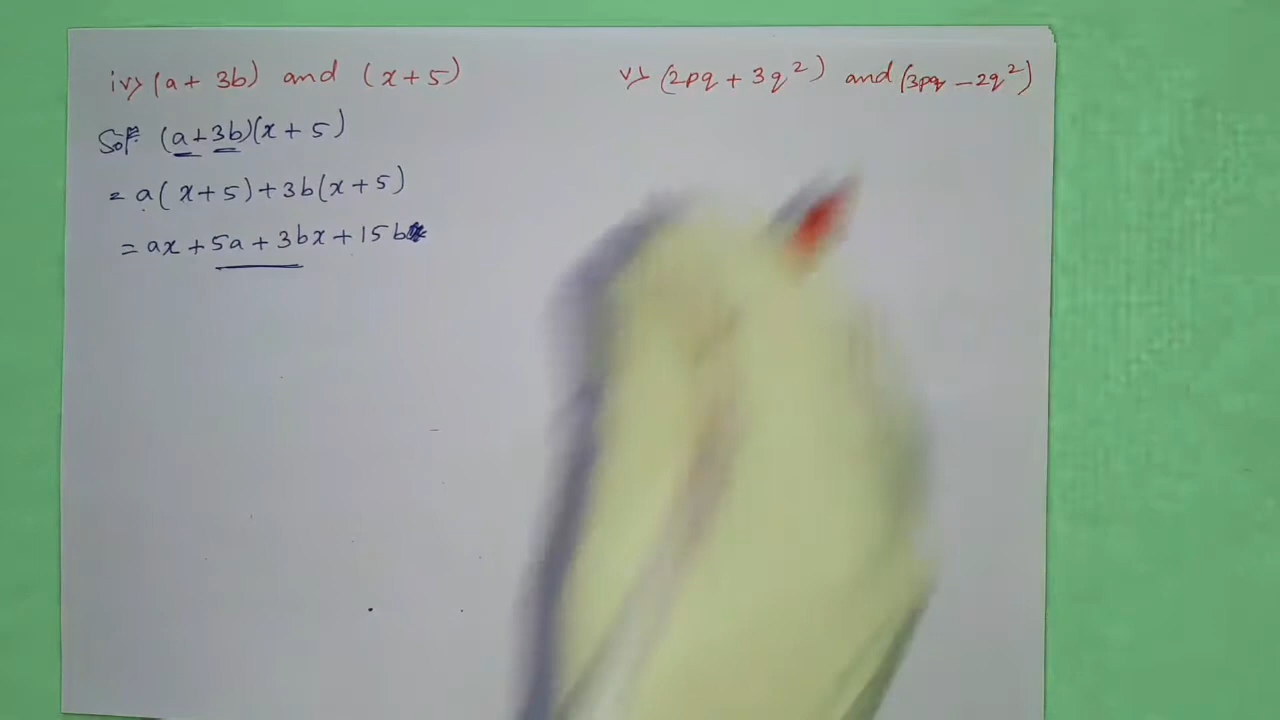 iv) (a + 3b) and (x + 5)
Sol: (a+3b)(x + 5)
= a(x+5)+3b(x+5)
= ax + 5a + 3bx + 15b
v) (2pq + 3q²) and (3pq - 2q²)